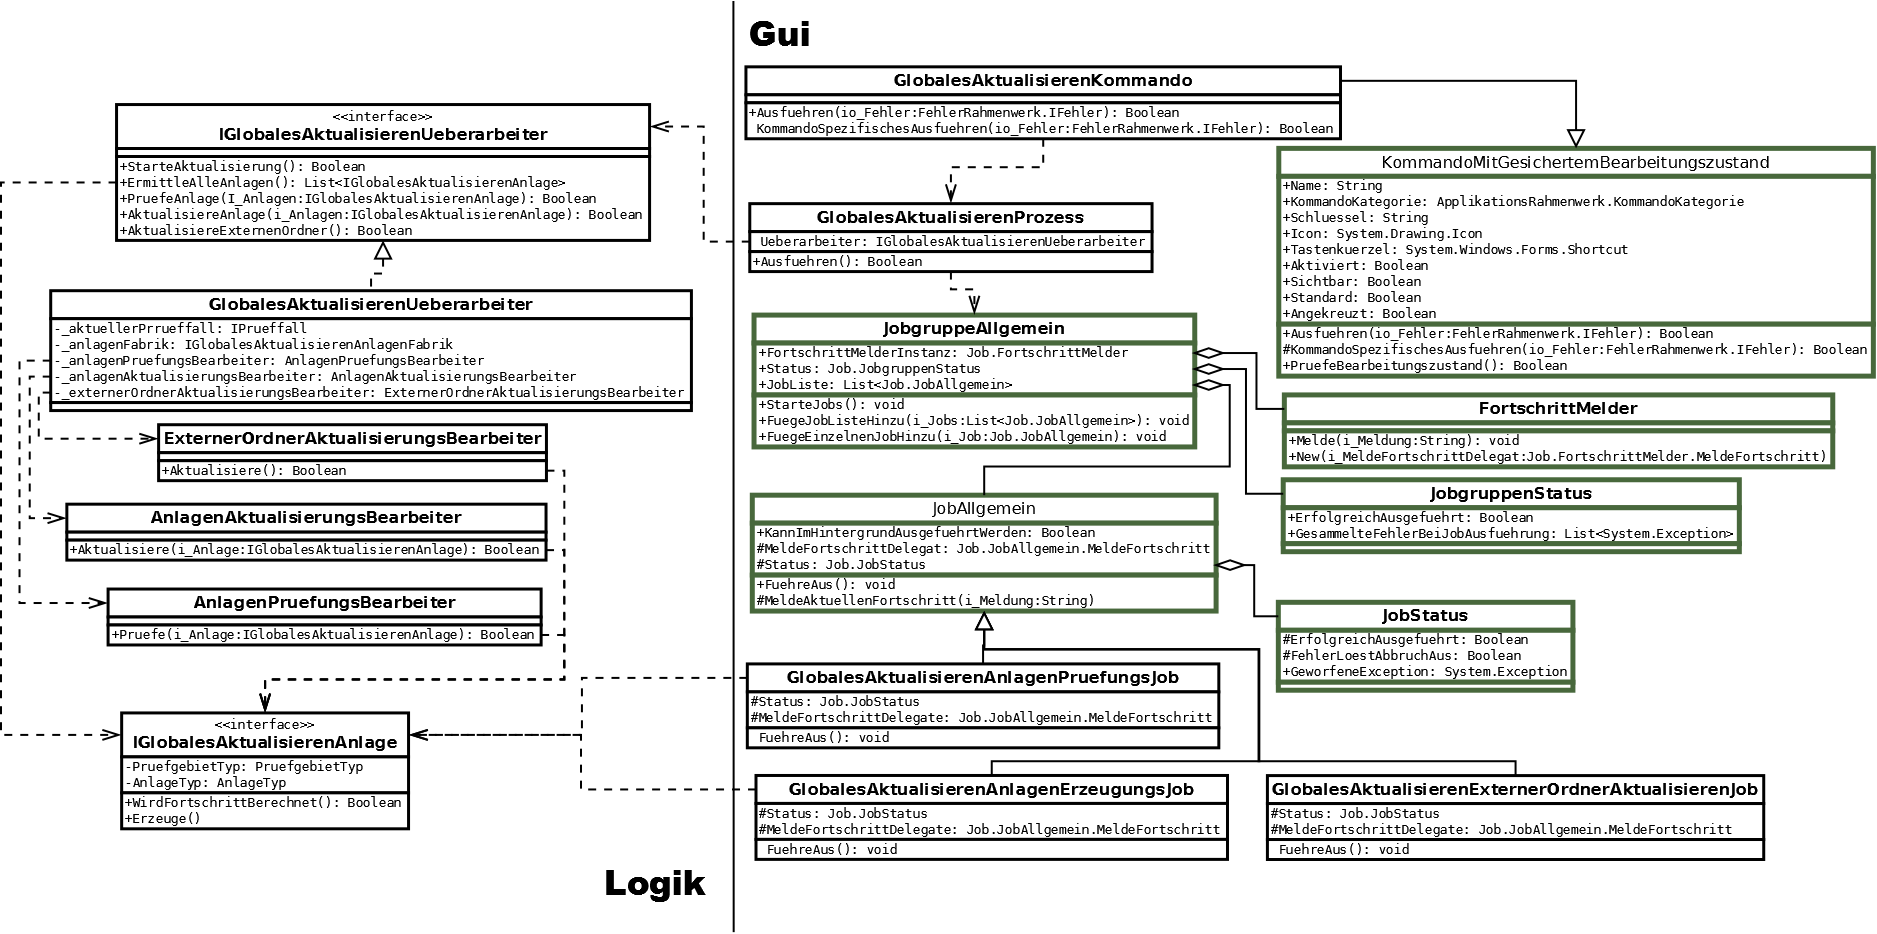 Gui
GlobalesAktualisierenKommando
+Ausfuehren(io_Fehler:FehlerRahmenwerk.IFehler): Boolean
KommandoSpezifischesAusfuehren(io_Fehler:FehlerRahmenwerk.IFehler): Boolean
<<interface>>
IGlobalesAktualisierenUeberarbeiter
+StarteAktualisierung(): Boolean
+ErmittleAlleAnlagen(): List<IGlobalesAktualisierenAnlage>
+PruefeAnlage(I_Anlagen:IGlobalesAktualisierenAnlage): Boolean
+AktualisiereAnlage(i_Anlagen:IGlobalesAktualisierenAnlage): Boolean
+AktualisiereExternenOrdner(): Boolean
GlobalesAktualisierenUeberarbeiter
-_aktuellerPrrueffall: IPrueffall
-_anlagenFabrik: IGlobalesAktualisierenAnlagenFabrik
-_anlagenPruefungsBearbeiter: AnlagenPruefungsBearbeiter
-_anlagenAktualisierungsBearbeiter: AnlagenAktualisierungsBearbeiter
-_externerOrdnerAktualisierungsBearbeiter: ExternerOrdnerAktualisierungsBearbeiter
ExternerOrdnerAktualisierungsBearbeiter
+Aktualisiere(): Boolean
AnlagenAktualisierungsBearbeiter
+Aktualisiere(i_Anlage:IGlobalesAktualisierenAnlage): Boolean
AnlagenPruefungsBearbeiter
+Pruefe(i_Anlage:IGlobalesAktualisierenAnlage): Boolean
<<interface>>
IGlobalesAktualisierenAnlage
-PruefgebietTyp: PruefgebietTyp
-AnlageTyp: AnlageTyp
+WirdFortschrittBerechnet(): Boolean
+Erzeuge()
Logik
GlobalesAktualisierenProzess
Ueberarbeiter: IGlobalesAktualisierenUeberarbeiter
+Ausfuehren(): Boolean
JobgruppeAllgemein
+FortschrittMelderInstanz: Job.FortschrittMelder
+Status: Job.JobgruppenStatus
+JobListe: List<Job.JobAllgemein>
+StarteJobs(): void
+FuegeJobListeHinzu(i_Jobs:List<Job.JobAllgemein>): void
+FuegeEinzelnenJobHinzu(i_Job:Job.JobAllgemein): void
JobAllgemein
+KannImHintergrundAusgefuehrtWerden: Boolean
#MeldeFortschrittDelegat: Job.JobAllgemein.MeldeFortschritt
#Status: Job.JobStatus
+FuehreAus(): void
#MeldeAktuellenFortschritt(i_Meldung:String)
GlobalesAktualisierenAnlagenPruefungsJob
#Status: Job.JobStatus
#MeldeFortschrittDelegate: Job.JobAllgemein.MeldeFortschritt
FuehreAus(): void
GlobalesAktualisierenAnlagenErzeugungsJob
#Status: Job.JobStatus
#MeldeFortschrittDelegate: Job.JobAllgemein.MeldeFortschritt
FuehreAus(): void
KommandoMitGesichertemBearbeitungszustand
+Name: String
+KommandoKategorie: ApplikationsRahmenwerk.KommandoKategorie
+Schluessel: String
+Icon: System.Drawing.Icon
+Tastenkuerzel: System.Windows.Forms.Shortcut
+Aktiviert: Boolean
+Sichtbar: Boolean
+Standard: Boolean
+Angekreuzt: Boolean
+Ausfuehren(io_Fehler:FehlerRahmenwerk.IFehler): Boolean
#KommandoSpezifischesAusfuehren(io_Fehler:FehlerRahmenwerk.IFehler): Boolean
+PruefeBearbeitungszustand(): Boolean
FortschrittMelder
+Melde(i_Meldung:String): void
+New(i_MeldeFortschrittDelegat:Job.FortschrittMelder.MeldeFortschritt)
JobgruppenStatus
+ErfolgreichAusgefuehrt: Boolean
+GesammelteFehlerBeiJobAusfuehrung: List<System.Exception>
JobStatus
#ErfolgreichAusgefuehrt: Boolean
#FehlerLoestAbbruchAus: Boolean
+GeworfeneException: System.Exception
GlobalesAktualisierenExternerOrdnerAktualisierenJob
#Status: Job.JobStatus
#MeldeFortschrittDelegate: Job.JobAllgemein.MeldeFortschritt
FuehreAus(): void